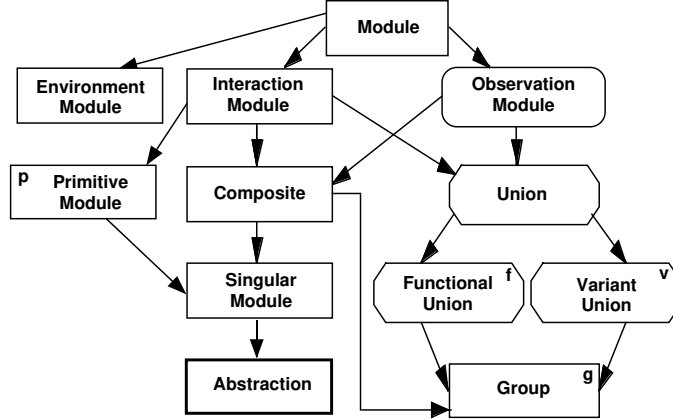 Module
Environment
Module
Interaction
Module
Observation
Module
p
Primitive
Module
Composite
Union
Singular
Module
Functional
Union
f
Variant
Union
v
Abstraction
Group
g